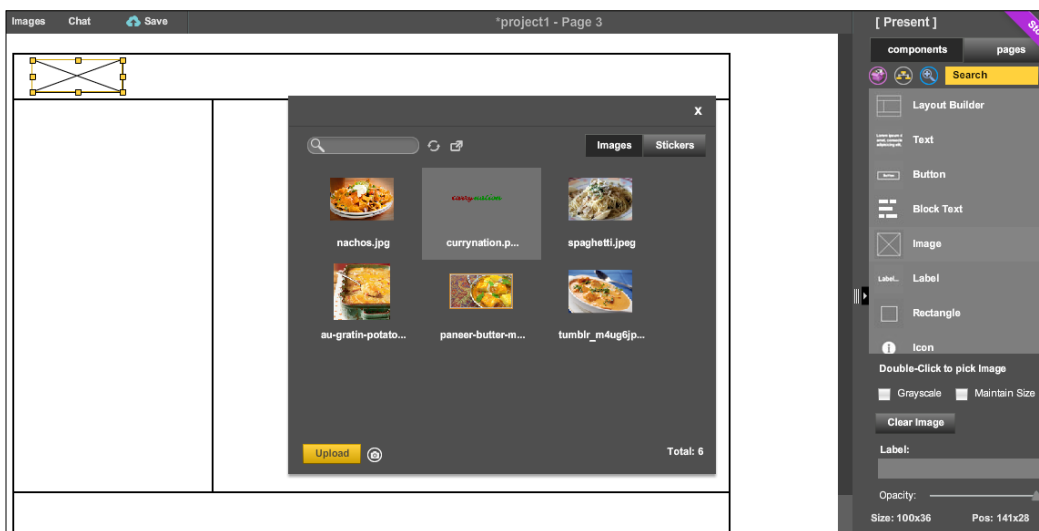 Images Chat Save *project1 - Page 3 [ Present ]
components pages
Search
Layout Builder
Text
Button
Block Text
Image
Label... Label
Rectangle
Icon
x
Images Stickers
nachos.jpg currynation.p... spaghetti.jpeg
au-gratin-potato... paneer-butter-m... tumblr_m4ug6jp...
Upload Total: 6
Double-Click to pick Image
Grayscale Maintain Size
Clear Image
Label:
Opacity:
Size: 100x36 Pos: 141x28